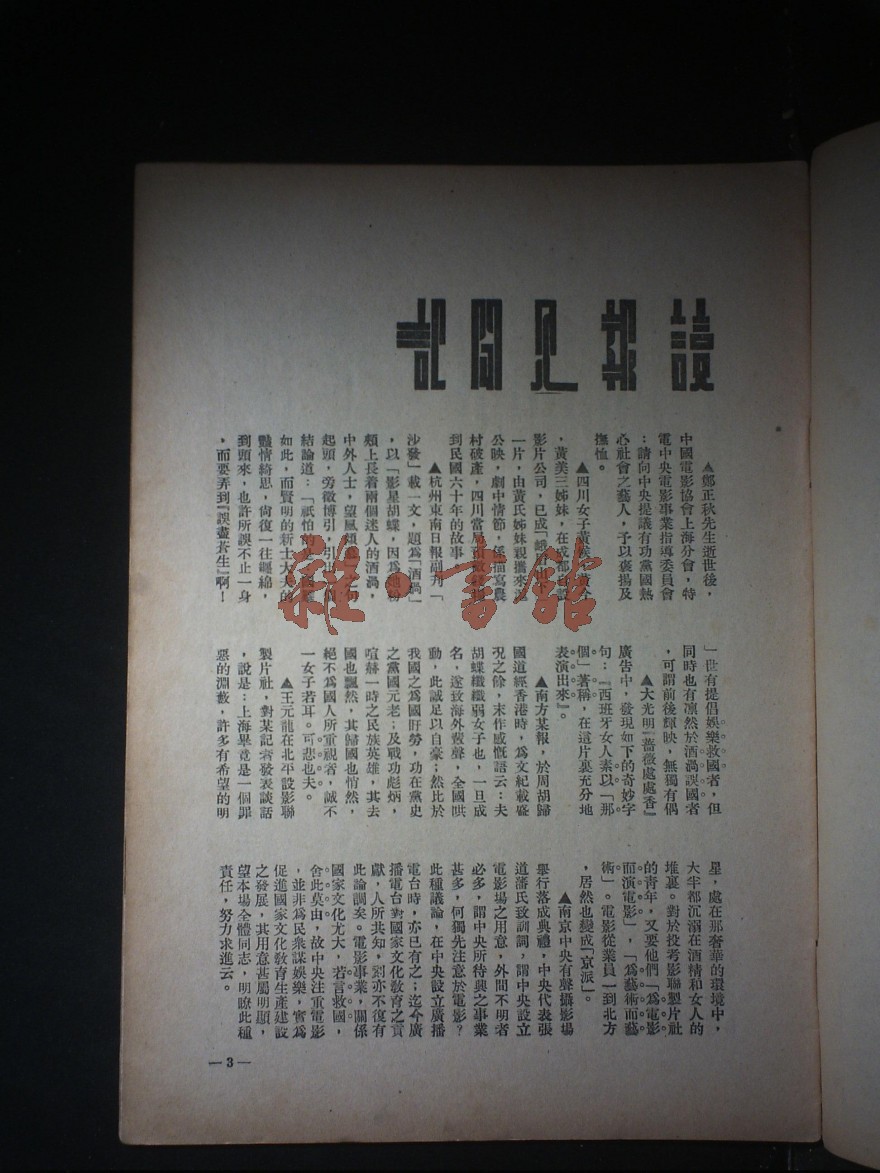 讀報見聞記
▲鄭正秋先生逝世後，
中國電影協會上海分會，特
電中央電影事業指導委員會
；請向中央提議有功黨國熱
心社會之藝人，予以褒揚及
撫恤。
▲四川女子黃
，黃美三姊妹，在成都
影片公司，已成
一片，由黃氏姊妹親攜來滬
公映，劇中情節，係描寫農
村破產，四川當局
到民國六十年的故事。
▲杭州東南日報副刊「
沙發」載一文，題爲「酒渦」
，以「影星胡蝶，因爲她粉
頰上長着兩個迷人的酒渦，
中外人士，望風
起頭，旁徵博引，引出
結論道：「祇怕的是
如此，而賢明的新士大夫的
豔情綺思，尙復一往纏綿，
到頭來，也許所誤不止一身
，而要弄到『誤盡蒼生』啊！
」世有提倡娛樂救國者，但
同時也有凜然於酒渦誤國者
，可謂前後輝映，無獨有偶
▲大光明「薔薇處處香」
廣告中，發現如下的奇妙字
句：『西班牙女人素以「那
個」著稱，在這片裏充分地
表演出來』。
▲南方某報，於周胡歸
國道經香港時，爲文紀載盛
況之餘，末作感慨語云：夫
胡蝶纖纖弱女子也，一旦成
名，遂致海外蜚聲，全國哄
動，此誠足以自豪；然比於
我國之爲國旰勞，功在黨史
之黨國元老；及戰功彪炳，
喧赫一時之民族英雄，其去
國也飄然，其歸國也悄然，
絕不爲國人所重視者，誠不
一女子若耳。可悲也夫。
▲王元龍在北平設影聯
製片社，對某記者發表談話
，說是：上海畢竟是一個罪
惡的淵藪，許多有希望的明
星，處在那奢華的環境中，
大半都沉溺在酒精和女人的
堆裏。對於投考影聯製片社
的青年，又要他們「爲電影
而演電影」，「爲藝術而藝
術」。電影從業員一到北方
，居然也變成「京派」。
▲南京中央有聲攝影場
舉行落成典禮，中央代表張
道潘氏致訓詞，謂中央設立
電影場之用意，外間不明者
必多，謂中央所待興之事業
甚多，何獨先注意於電影？
此種議論，在中央設立廣播
電台時，亦已有之；迄今廣
播電台對國家文化敎育之貢
獻，人所共知，劉亦不復有
此論調矣。電影事業，關係
國家文化尤大，若言救國，
舍此莫由，故中央注重電影
，並非爲民衆謀娛樂，實爲
促進國家文化敎育生產建設
之發展，其用意甚屬明顯，
望本場全體同志，明瞭此種
責任，努力求進云。
—3—
雜·書館